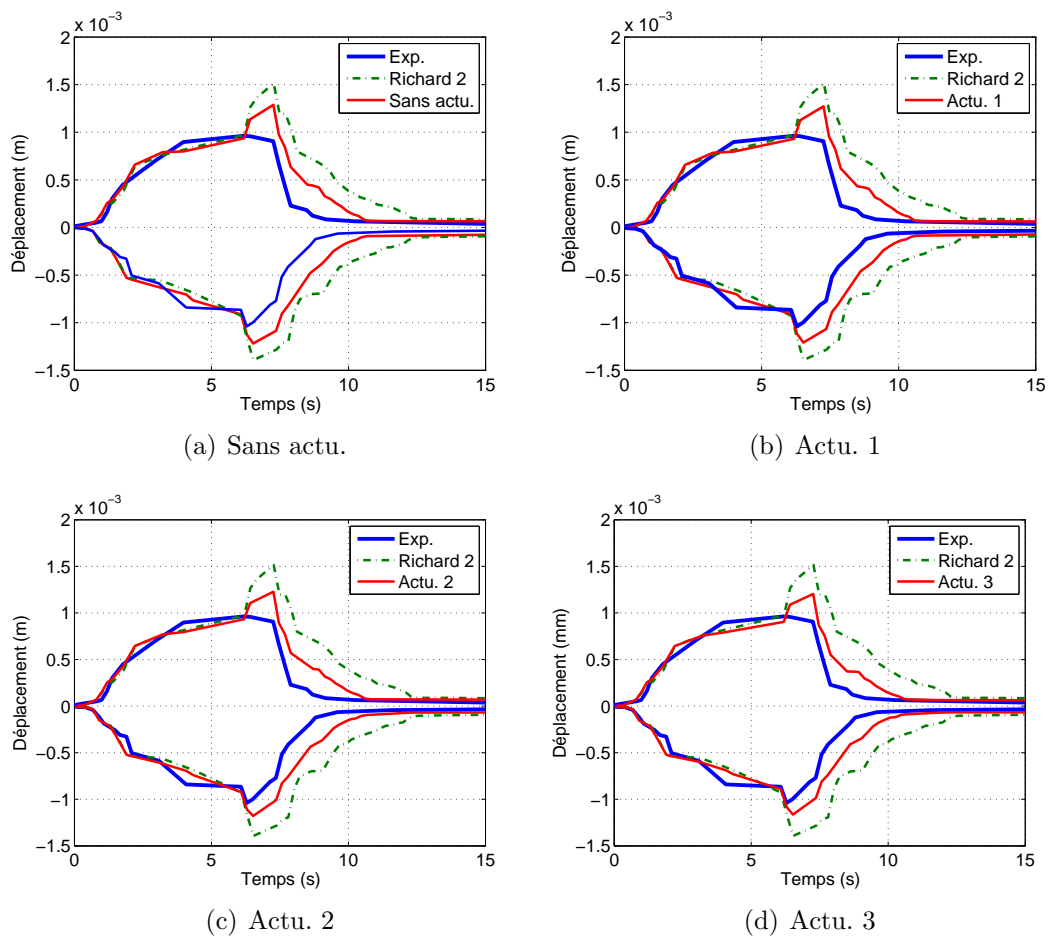 x 10⁻³
2
1.5
1
0.5
0
−0.5
−1
−1.5
0 5 10 15
Temps (s)
Déplacement (m)
Exp.
Richard 2
Sans actu.
(a) Sans actu.
x 10⁻³
2
1.5
1
0.5
0
−0.5
−1
−1.5
0 5 10 15
Temps (s)
Déplacement (m)
Exp.
Richard 2
Actu. 1
(b) Actu. 1
x 10⁻³
2
1.5
1
0.5
0
−0.5
−1
−1.5
0 5 10 15
Temps (s)
Déplacement (m)
Exp.
Richard 2
Actu. 2
(c) Actu. 2
x 10⁻³
2
1.5
1
0.5
0
−0.5
−1
−1.5
0 5 10 15
Temps (s)
Déplacement (mm)
Exp.
Richard 2
Actu. 3
(d) Actu. 3